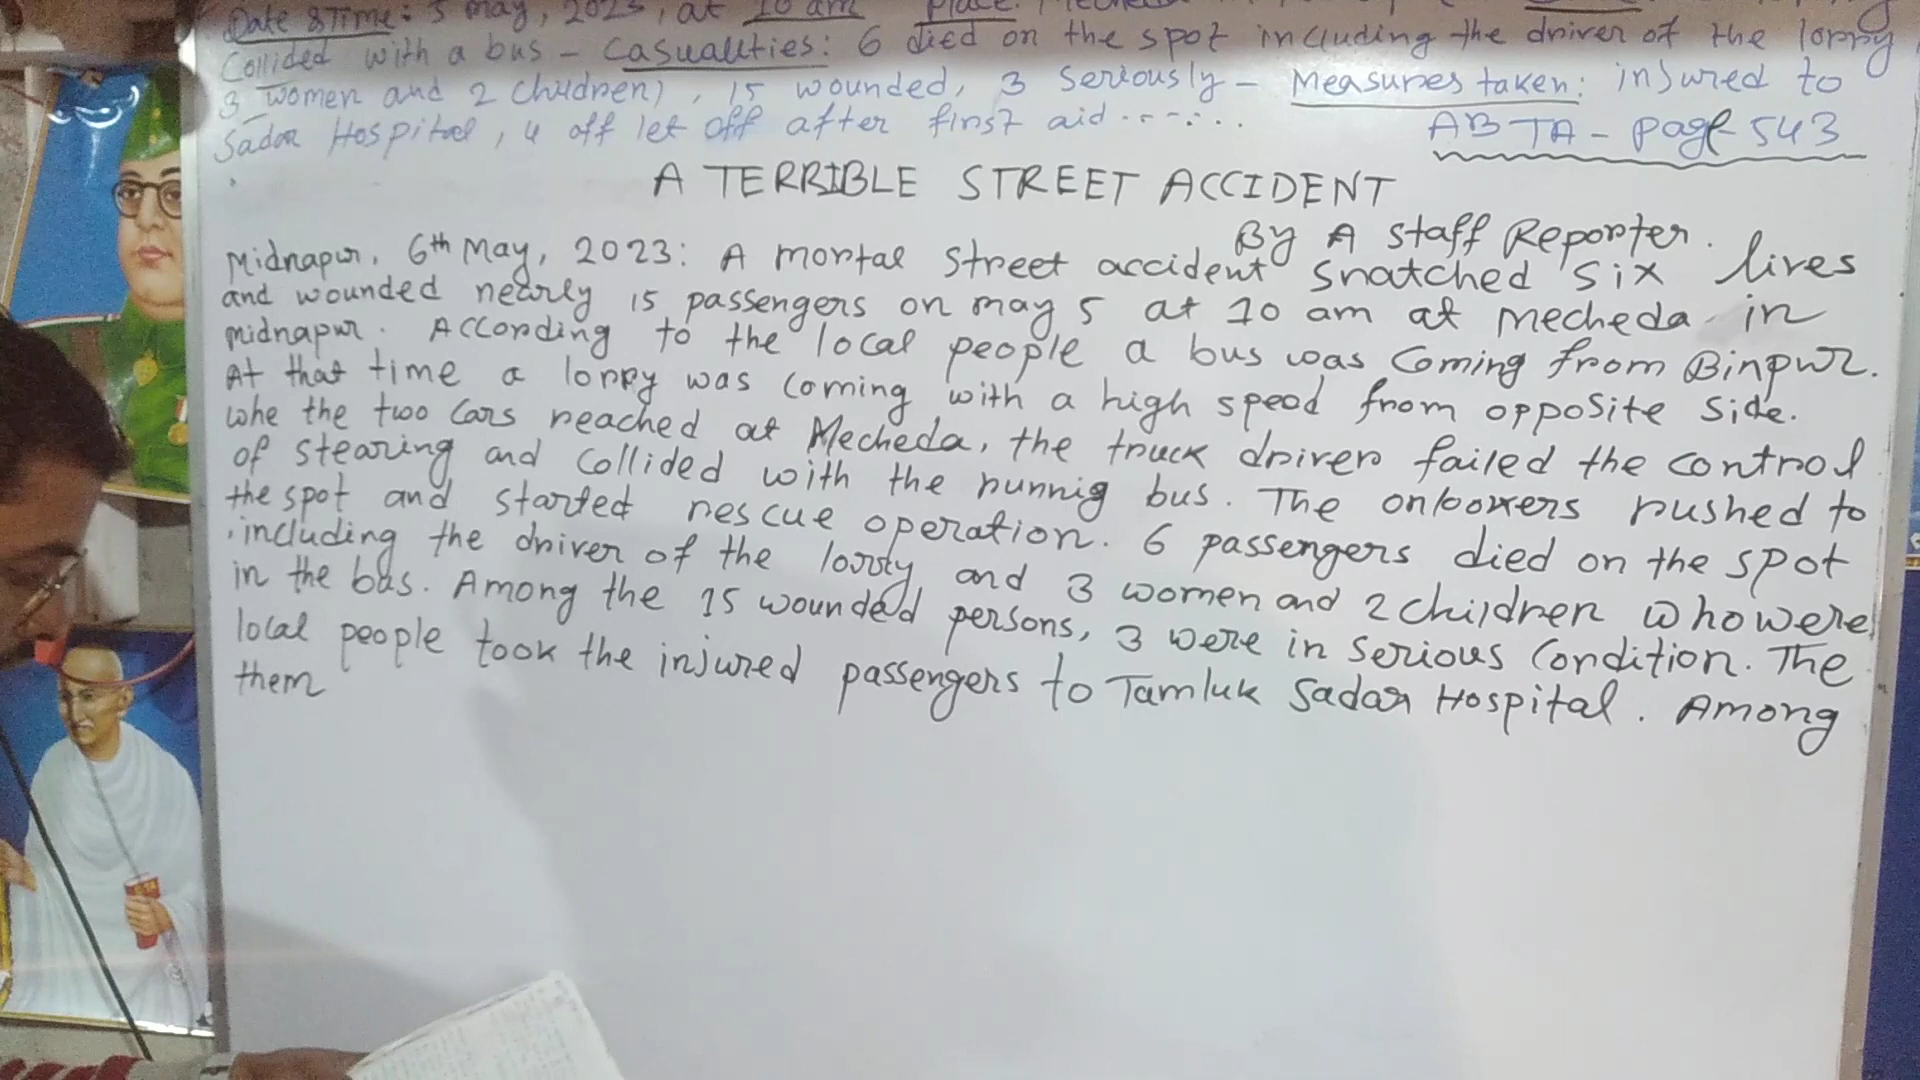 Date & Time: 5 may, 2023, at 10 am Place: Mecheda
Collided with a bus - Casualties: 6 died on the spot including the driver of the lorry,
3 women and 2 children), 15 wounded, 3 Seriously - Measures taken: injured to
Sadar Hospital, 4 off let off after first aid.......
ABTA - Page 543
A TERRIBLE STREET ACCIDENT
By A Staff Reporter.
Midnapur, 6th May, 2023: A mortal Street accident Snatched Six lives
and wounded nearly 15 passengers on may 5 at 10 am at Mecheda in
midnapur. According to the local people a bus was Coming from Binpur.
At that time a lorry was Coming with a high speed from opposite Side.
whe the two Cars reached at Mecheda, the truck driver failed the control
of stearing and Collided with the runnig bus. The onlookers rushed to
the spot and started rescue operation. 6 passengers died on the spot
including the driver of the lorry and 3 women and 2 children who were
in the bus. Among the 15 wounded persons, 3 were in Serious Condition. The
local people took the injured passengers to Tamluk Sadar Hospital. Among
them